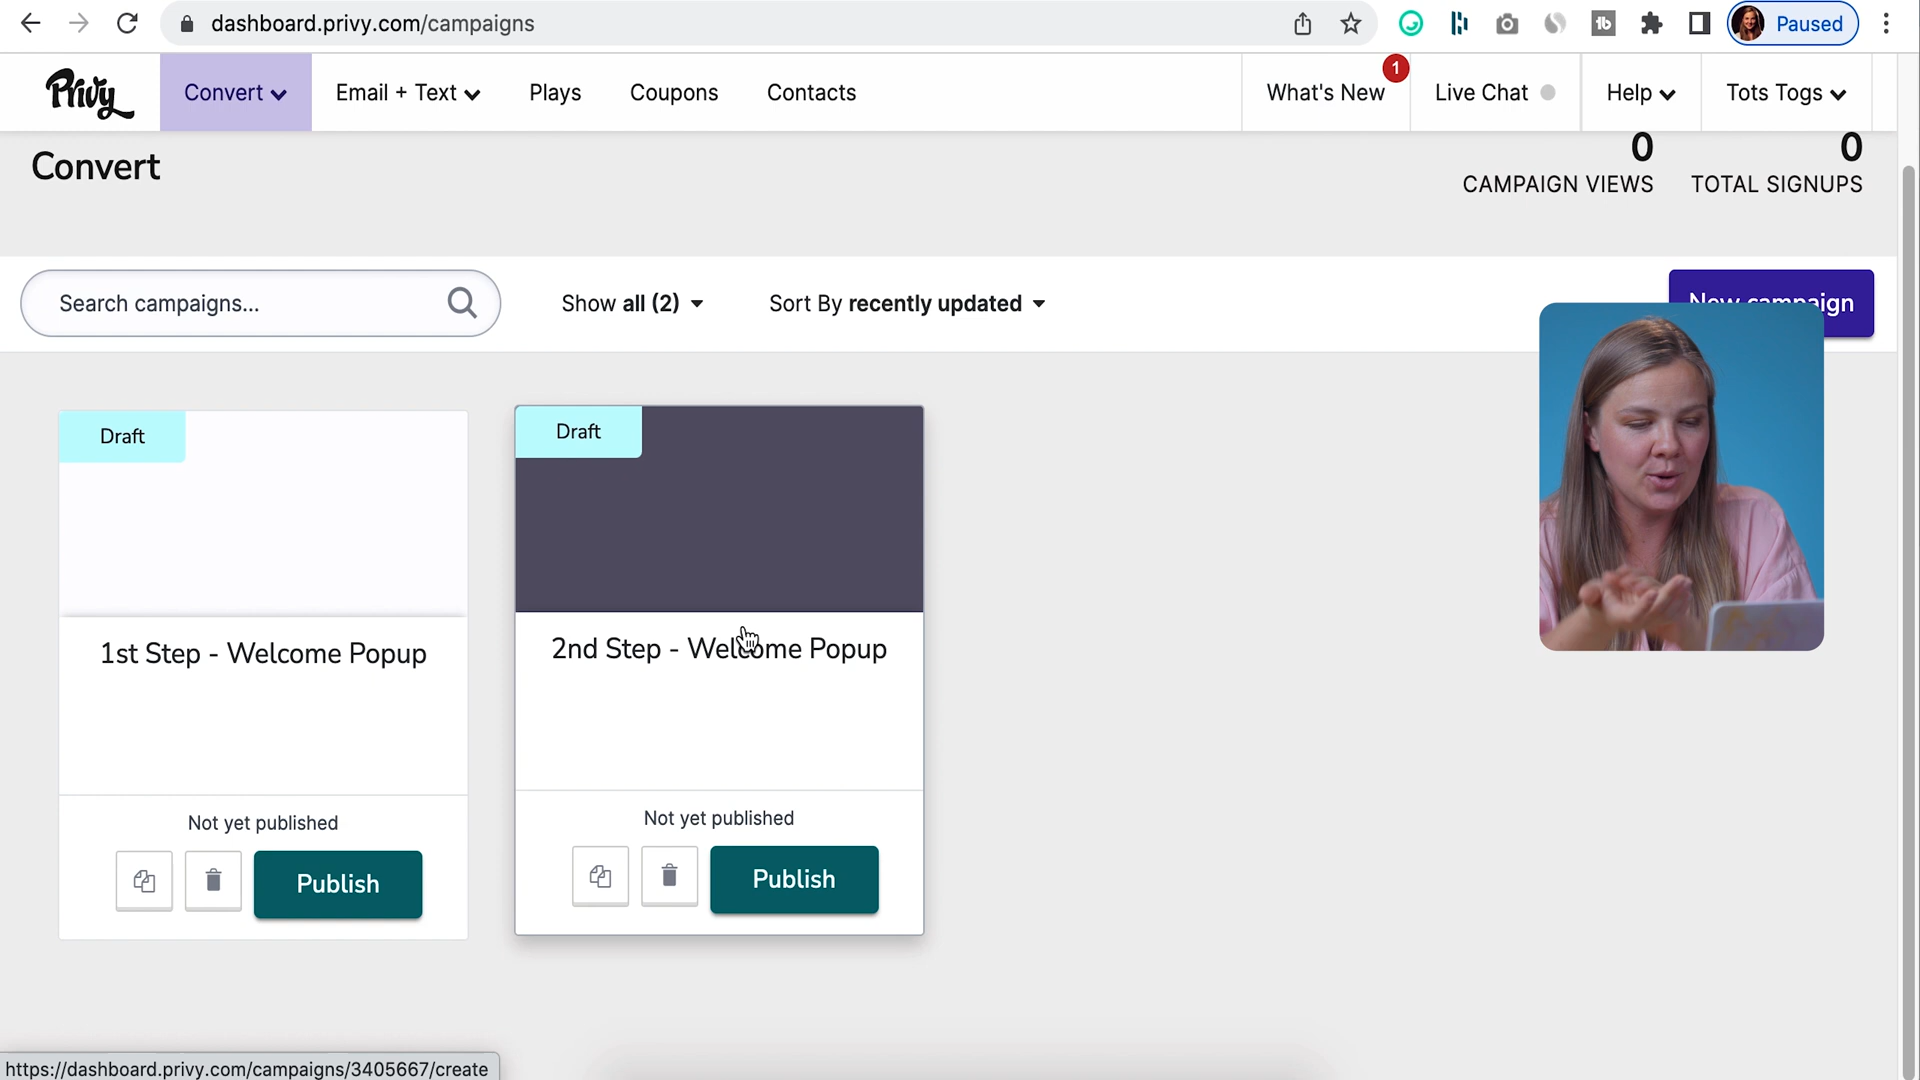 dashboard.privy.com/campaigns
Paused
Privy
Convert
Email + Text
Plays
Coupons
Contacts
What's New
1
Live Chat
Help
Tots Togs
Convert
0
CAMPAIGN VIEWS
0
TOTAL SIGNUPS
Search campaigns...
Show all (2)
Sort By recently updated
New campaign
Draft
1st Step - Welcome Popup
Not yet published
Publish
Draft
2nd Step - Welcome Popup
Not yet published
Publish
https://dashboard.privy.com/campaigns/3405667/create